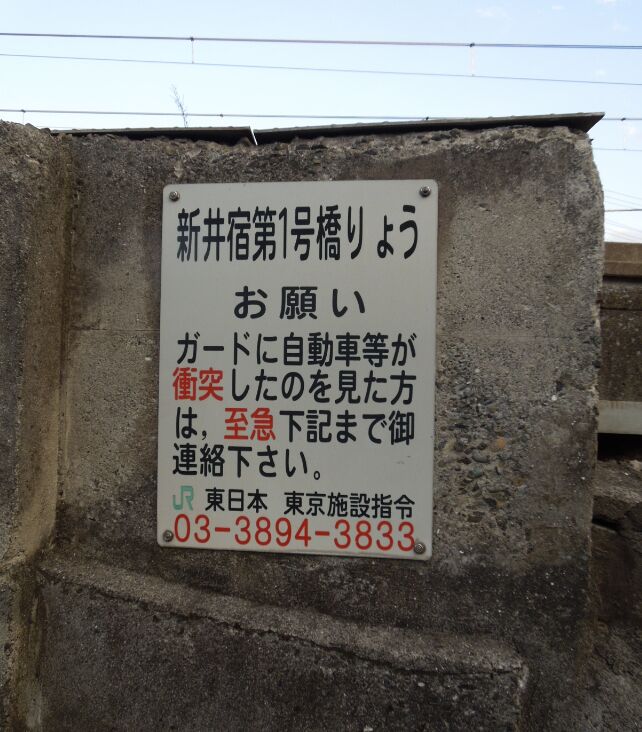 新井宿第1号橋りょう
お願い
ガードに自動車等が
衝突したのを見た方
は，至急下記まで御
連絡下さい。
JR 東日本 東京施設指令
03-3894-3833